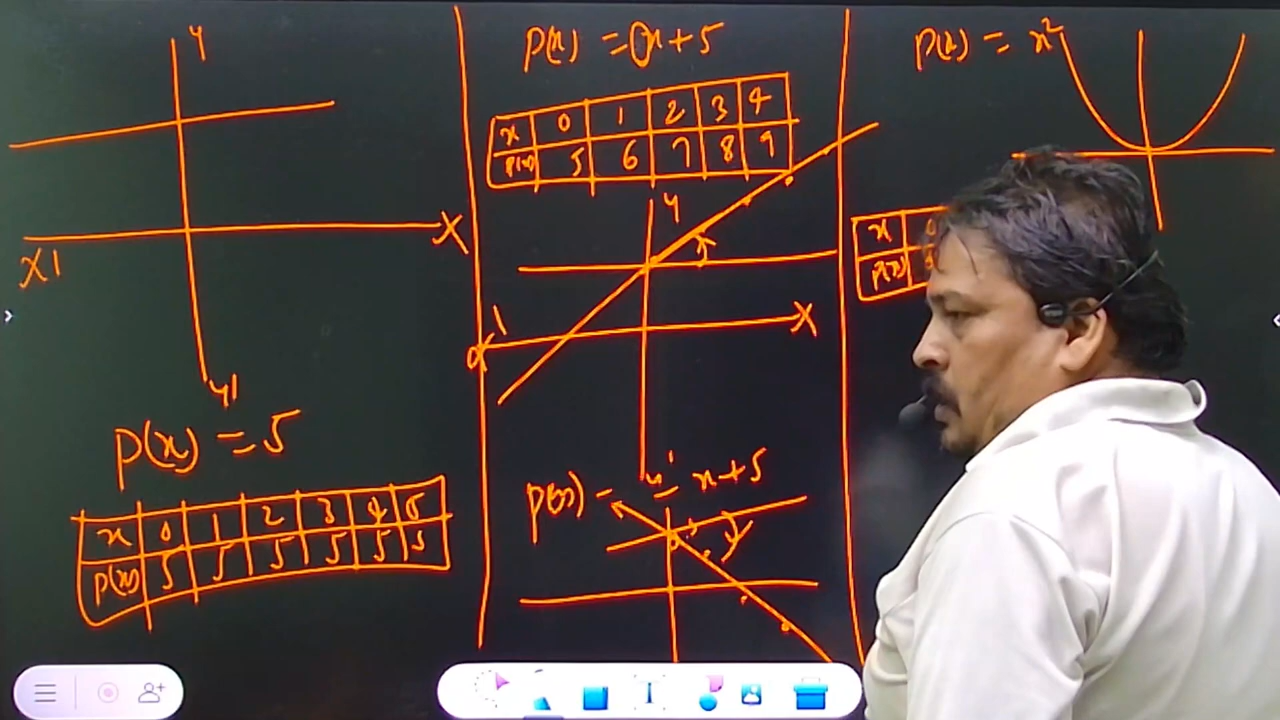 Y
X
X1
Y1
P(x) = 5
x 0 1 2 3 4 5
P(x) 5 5 5 5 5 5
P(x) = x + 5
x 0 1 2 3 4
P(x) 5 6 7 8 9
Y
X
Y'
P(x) = - x + 5
P(x) = x²
x
P(x)
T